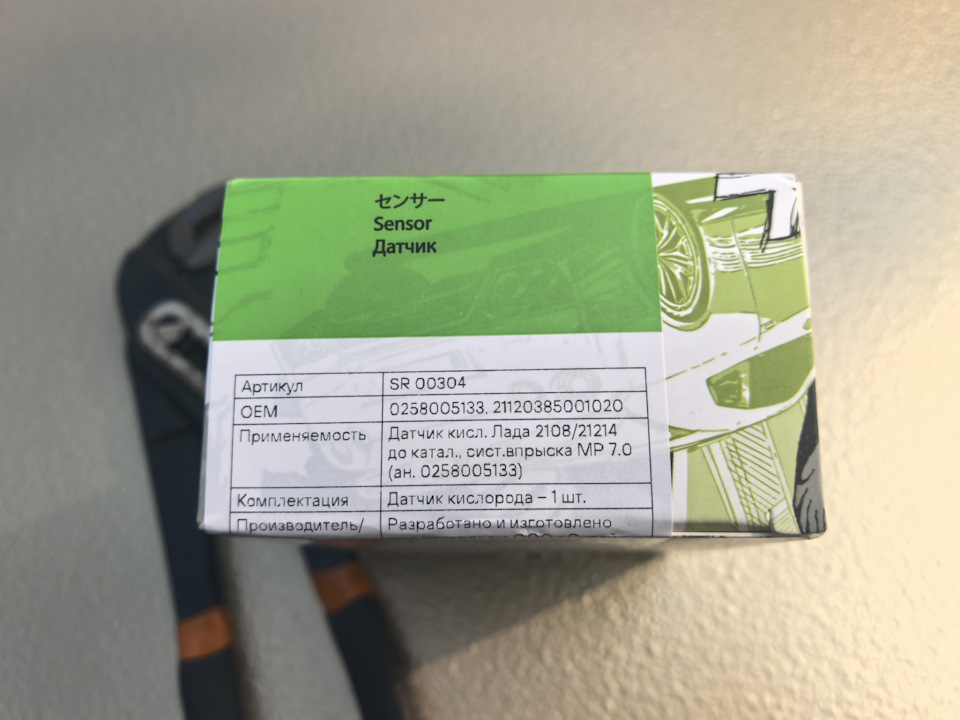 センサー
Sensor
Датчик
Артикул SR 00304
OEM 0258005133, 21120385001020
Применяемость Датчик кисл. Лада 2108/21214
до катал., сист.впрыска МР 7.0
(ан. 0258005133)
Комплектация Датчик кислорода – 1 шт.
Производитель/ Разработано и изготовлено